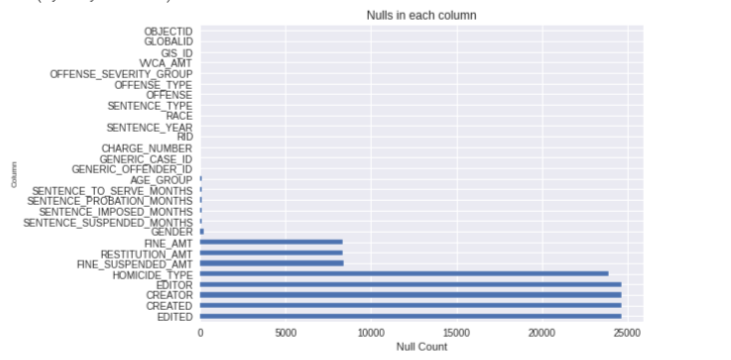 Nulls in each column
OBJECTID
GLOBALID
GIS_ID
VVCA_AMT
OFFENSE_SEVERITY_GROUP
OFFENSE_TYPE
OFFENSE
SENTENCE_TYPE
RACE
SENTENCE_YEAR
RID
CHARGE_NUMBER
GENERIC_CASE_ID
GENERIC_OFFENDER_ID
AGE_GROUP
SENTENCE_TO_SERVE_MONTHS
SENTENCE_PROBATION_MONTHS
SENTENCE_IMPOSED_MONTHS
SENTENCE_SUSPENDED_MONTHS
GENDER
FINE_AMT
RESTITUTION_AMT
FINE_SUSPENDED_AMT
HOMICIDE_TYPE
EDITOR
CREATOR
CREATED
EDITED
Column
0 5000 10000 15000 20000 25000
Null Count